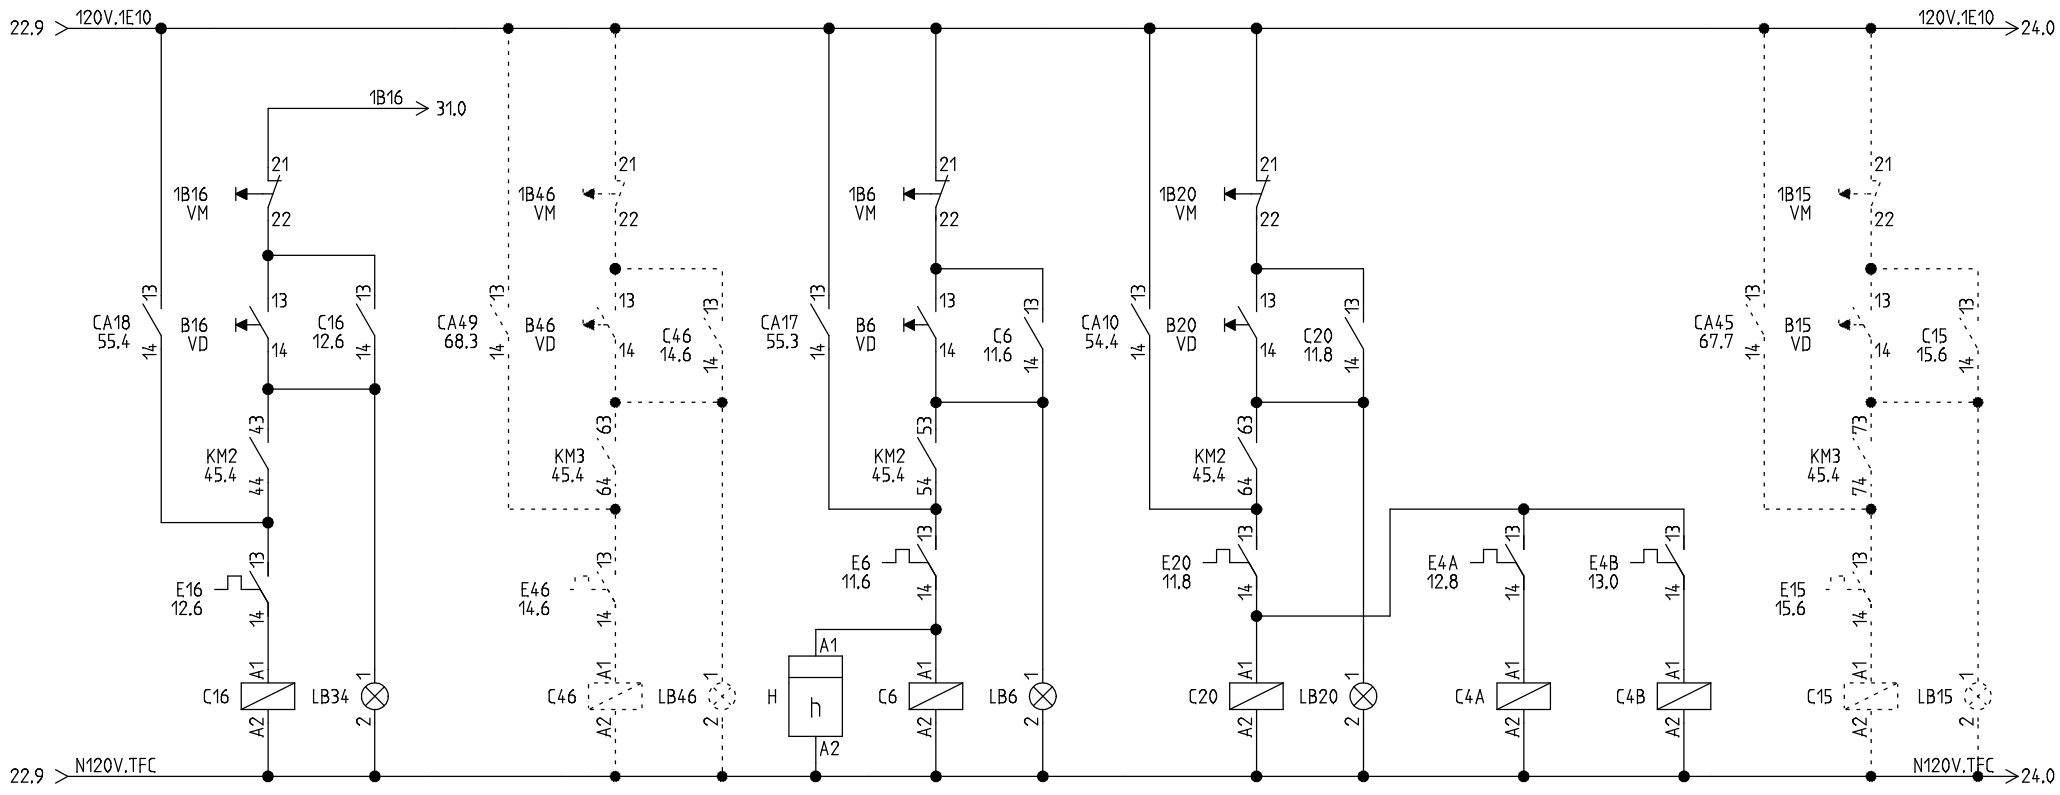 22.9
120V.1E10
120V.1E10
24.0
1B16
31.0
21
1B16
VM
22
21
1B46
VM
22
21
1B6
VM
22
21
1B20
VM
22
21
1B15
VM
22
CA18
55.4
13
14
B16
VD
13
14
C16
12.6
13
14
CA49
68.3
13
14
B46
VD
13
14
C46
14.6
13
14
CA17
55.3
13
14
B6
VD
13
14
C6
11.6
13
14
CA10
54.4
13
14
B20
VD
13
14
C20
11.8
13
14
CA45
67.7
13
14
B15
VD
13
14
C15
15.6
13
14
KM2
45.4
43
44
KM3
45.4
63
64
KM2
45.4
53
54
KM2
45.4
63
64
KM3
45.4
73
74
E16
12.6
13
14
E46
14.6
13
14
E6
11.6
13
14
E20
11.8
13
14
E4A
12.8
13
14
E4B
13.0
13
14
E15
15.6
13
14
C16
A1
A2
LB34
1
2
C46
A1
A2
LB46
1
2
H
A1
h
A2
C6
A1
A2
LB6
1
2
C20
A1
A2
LB20
1
2
C4A
A1
A2
C4B
A1
A2
C15
A1
A2
LB15
1
2
22.9
N120V.TFC
N120V.TFC
24.0